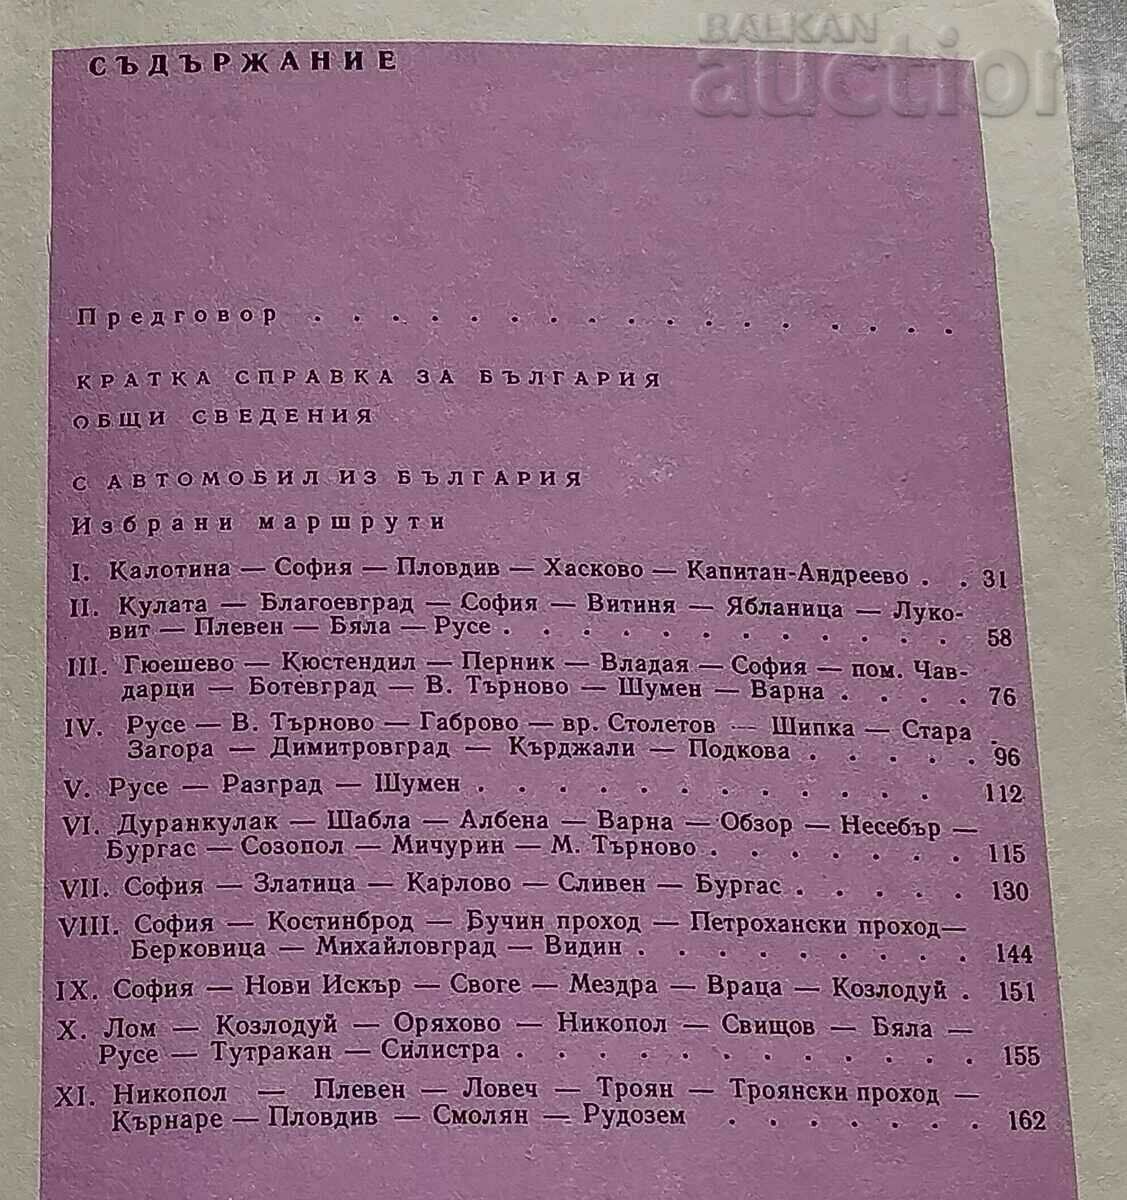 BALKAN
auction
СЪДЪРЖАНИЕ
Предговор . . . . . . . . . . . . . . . . . .
КРАТКА СПРАВКА ЗА БЪЛГАРИЯ
ОБЩИ СВЕДЕНИЯ
С АВТОМОБИЛ ИЗ БЪЛГАРИЯ
Избрани маршрути
I. Калотина — София — Пловдив — Хасково — Капитан-Андреево . . 31
II. Кулата — Благоевград — София — Витиня — Ябланица — Луко-
вит — Плевен — Бяла — Русе . . . . . . . . . . . . 58
III. Гюешево — Кюстендил — Перник — Владая — София — пом. Чав-
дарци — Ботевград — В. Търново — Шумен — Варна . . . . 76
IV. Русе — В. Търново — Габрово — вр. Столетов — Шипка — Стара
Загора — Димитровград — Кърджали — Подкова . . . . . 96
V. Русе — Разград — Шумен . . . . . . . . . . . . 112
VI. Дуранкулак — Шабла — Албена — Варна — Обзор — Несебър —
Бургас — Созопол — Мичурин — М. Търново . . . . . . . 115
VII. София — Златица — Карлово — Сливен — Бургас . . . . . 130
VIII. София — Костинброд — Бучин проход — Петрохански проход—
Берковица — Михайловград — Видин . . . . . . . . . 144
IX. София — Нови Искър — Своге — Мездра — Враца — Козлодуй . 151
X. Лом — Козлодуй — Оряхово — Никопол — Свищов — Бяла —
Русе — Тутракан — Силистра . . . . . . . . . . . . 155
XI. Никопол — Плевен — Ловеч — Троян — Троянски проход —
Кърнаре — Пловдив — Смолян — Рудозем . . . . . . . 162